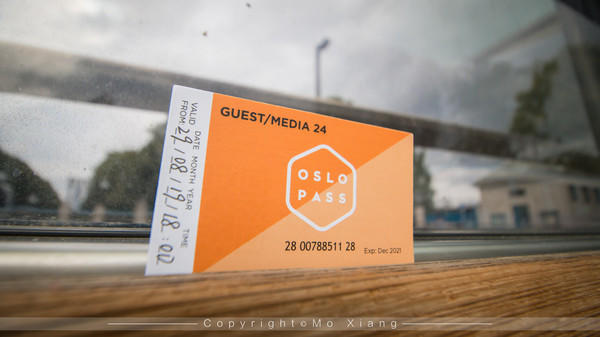 GUEST/MEDIA 24
VALID DATE MONTH YEAR TIME
FROM: 29/08/19/18:00
OSLO
PASS
28 00788511 28
Exp: Dec 2021
Copyright©Mo Xiang